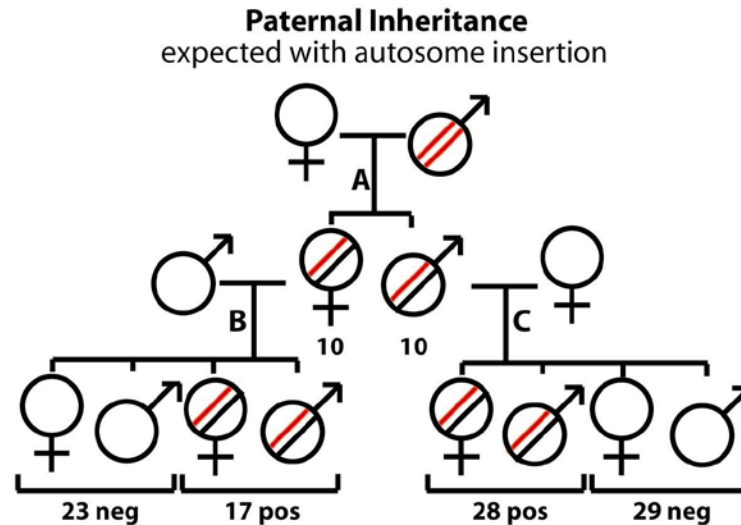 Paternal Inheritance
expected with autosome insertion
A
B
10
10
C
23 neg
17 pos
28 pos
29 neg